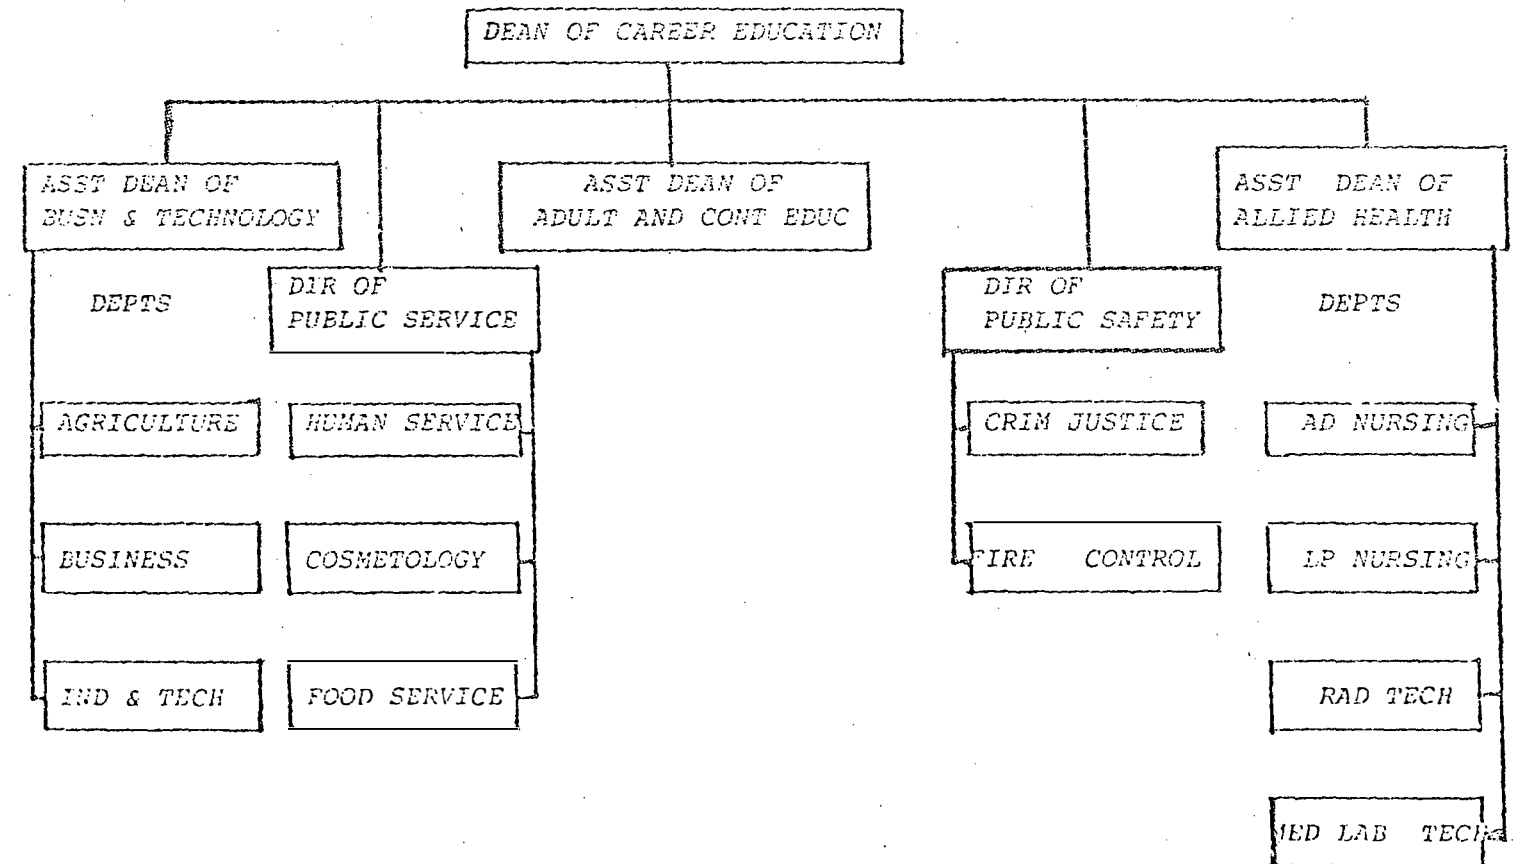 DEAN OF CAREER EDUCATION
ASST DEAN OF
BUSN & TECHNOLOGY
ASST DEAN OF
ADULT AND CONT EDUC
ASST DEAN OF
ALLIED HEALTH
DEPTS
DIR OF
PUBLIC SERVICE
DIR OF
PUBLIC SAFETY
DEPTS
AGRICULTURE
HUMAN SERVICE
CRIM JUSTICE
AD NURSING
BUSINESS
COSMETOLOGY
FIRE CONTROL
LP NURSING
IND & TECH
FOOD SERVICE
RAD TECH
MED LAB TECH